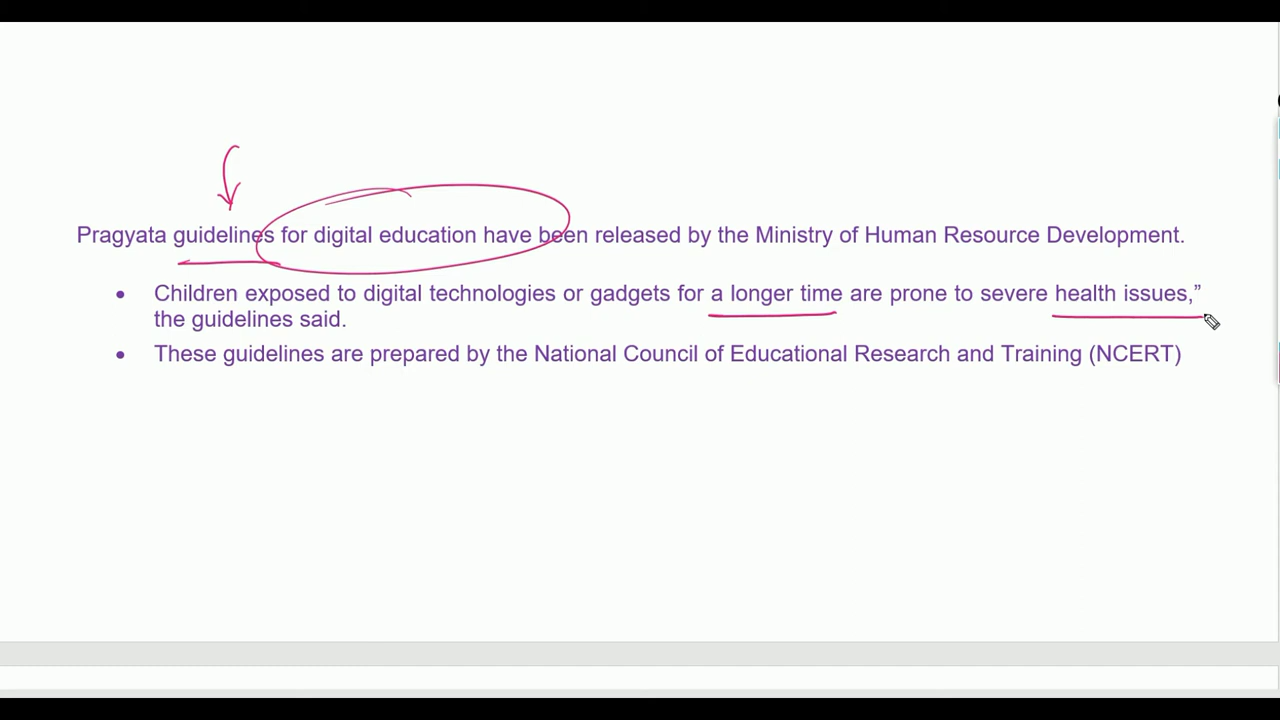 Pragyata guidelines for digital education have been released by the Ministry of Human Resource Development.
• Children exposed to digital technologies or gadgets for a longer time are prone to severe health issues,”
the guidelines said.
• These guidelines are prepared by the National Council of Educational Research and Training (NCERT)